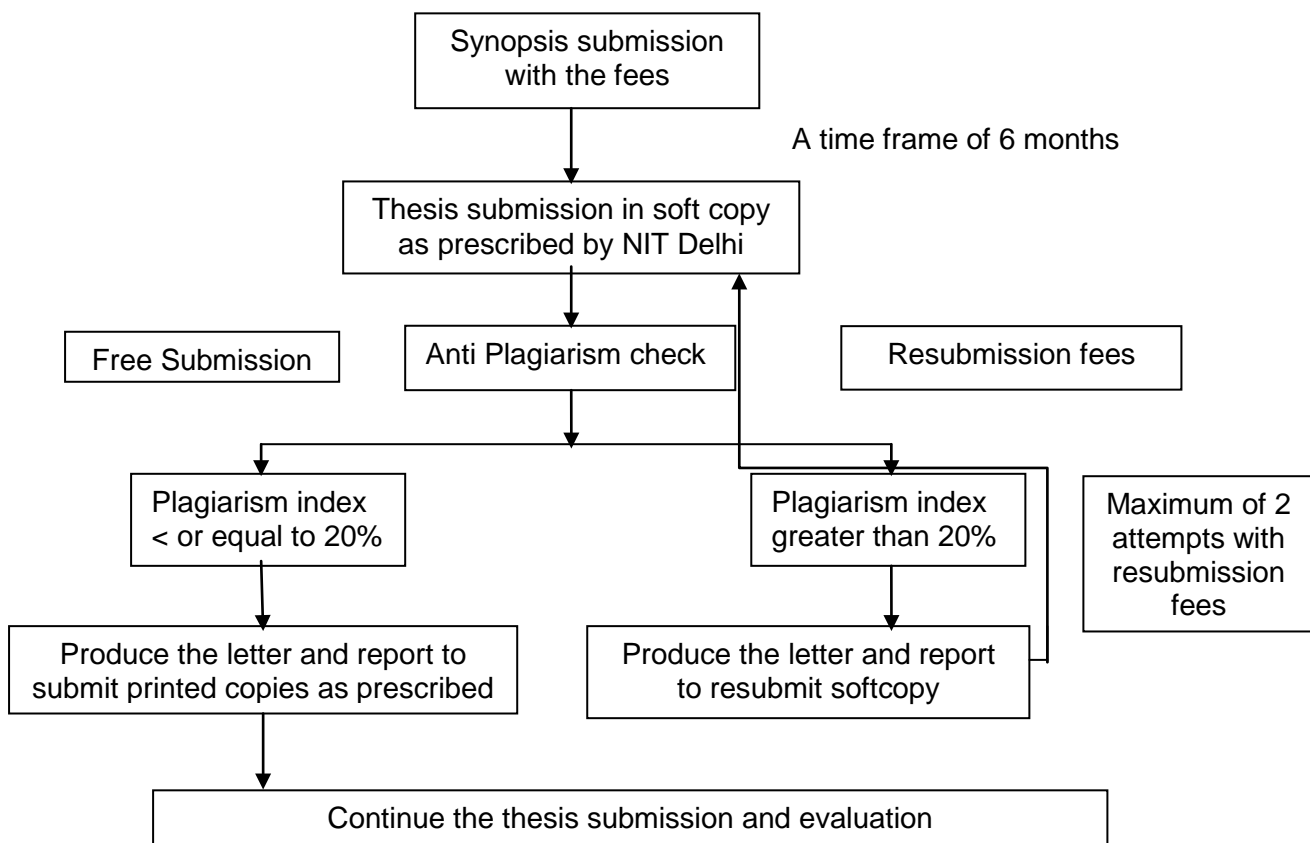 Synopsis submission
with the fees
A time frame of 6 months
Thesis submission in soft copy
as prescribed by NIT Delhi
Free Submission
Anti Plagiarism check
Resubmission fees
Plagiarism index
< or equal to 20%
Plagiarism index
greater than 20%
Maximum of 2
attempts with
resubmission
fees
Produce the letter and report to
submit printed copies as prescribed
Produce the letter and report
to resubmit softcopy
Continue the thesis submission and evaluation